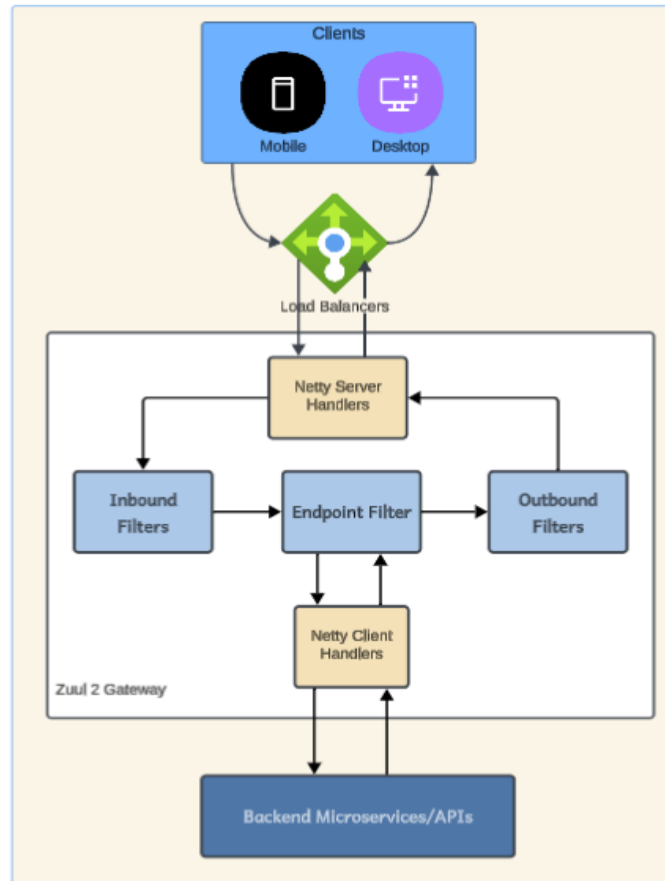 Clients
Mobile
Desktop
Load Balancers
Netty Server
Handlers
Inbound
Filters
Endpoint Filter
Outbound
Filters
Netty Client
Handlers
Zuul 2 Gateway
Backend Microservices/APIs